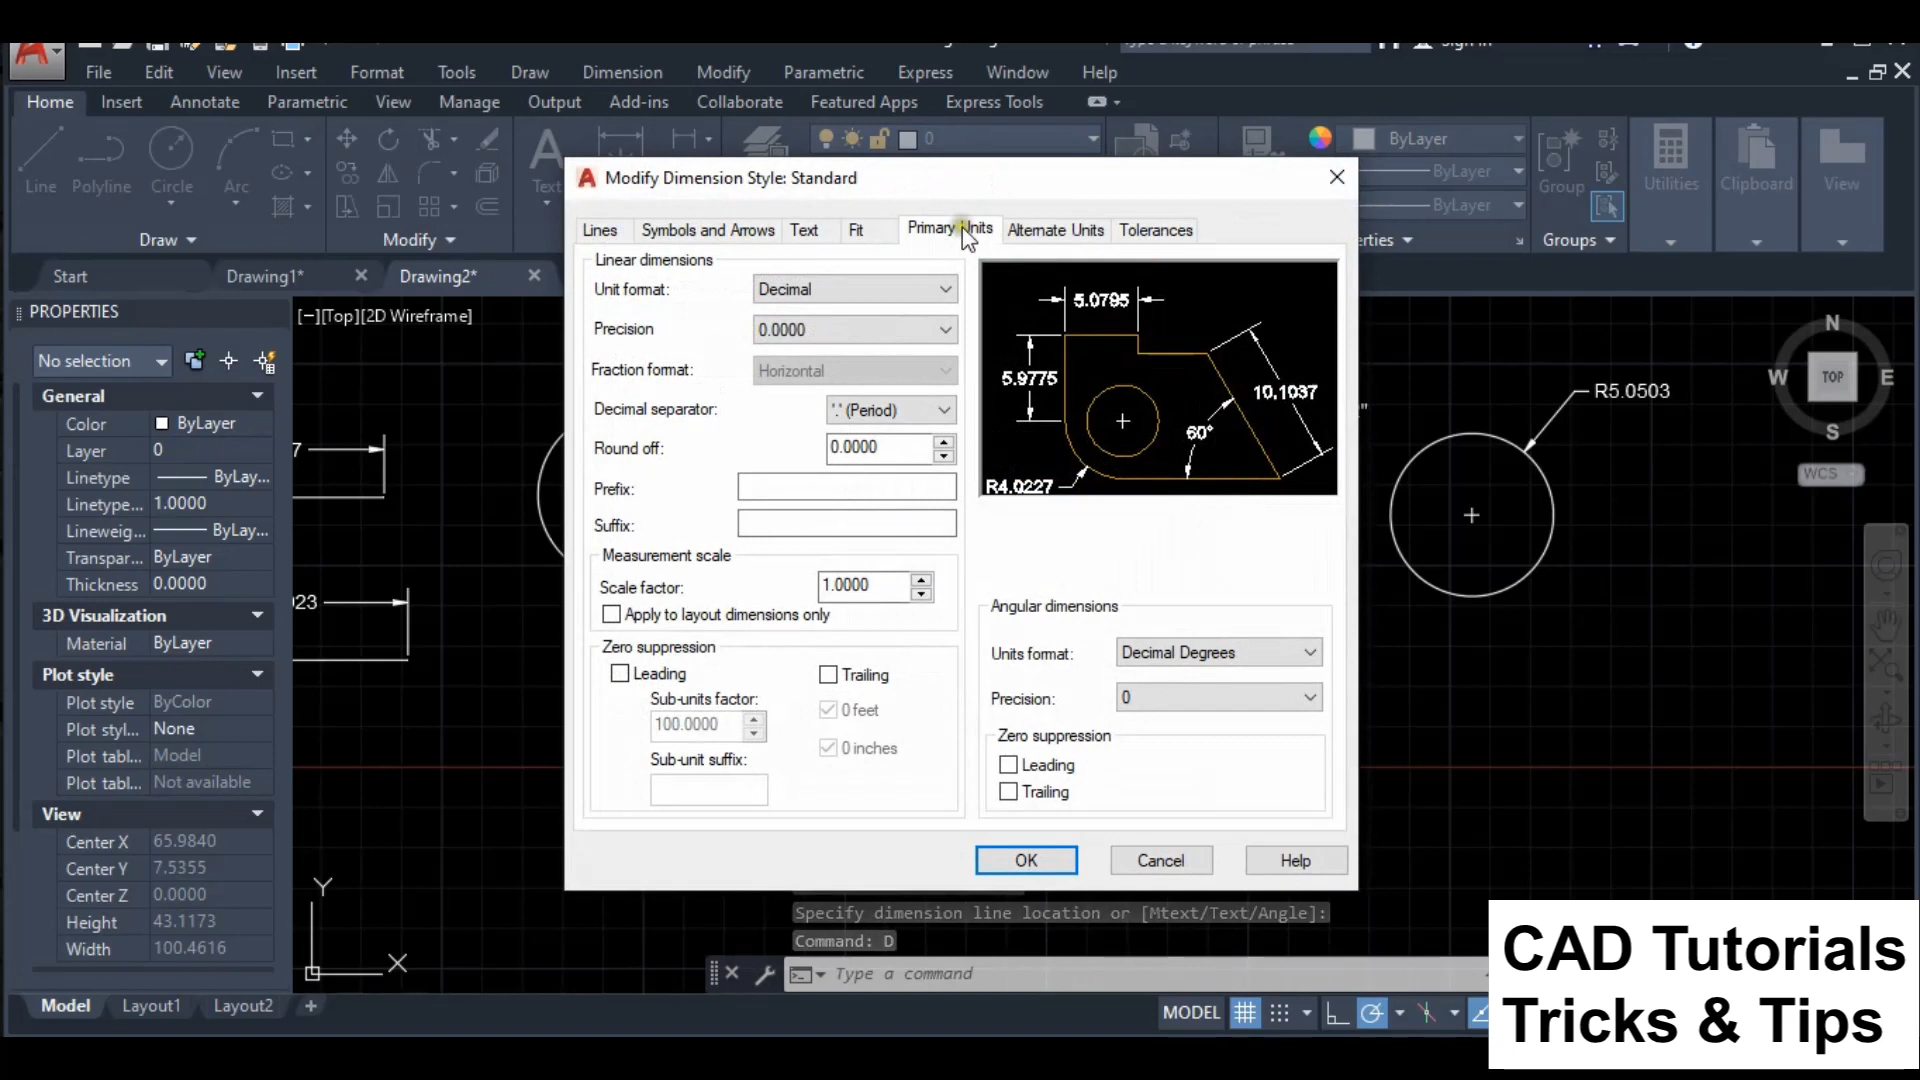 File Edit View Insert Format Tools Draw Dimension Modify Parametric Express Window Help
Home Insert Annotate Parametric View Manage Output Add-ins Collaborate Featured Apps Express Tools
0
ByLayer
ByLayer
ByLayer
Line Polyline Circle Arc
Text
Group
Utilities Clipboard View
Draw Modify
Groups
Start Drawing1* Drawing2*
PROPERTIES
No selection
General
Color ByLayer
Layer 0
Linetype ByLay...
Linetype... 1.0000
Lineweig... ByLay...
Transpar... ByLayer
Thickness 0.0000
3D Visualization
Material ByLayer
Plot style
Plot style ByColor
Plot styl... None
Plot tabl... Model
Plot tabl... Not available
View
Center X 65.9840
Center Y 7.5355
Center Z 0.0000
Height 43.1173
Width 100.4616
[−][Top][2D Wireframe]
7
023
Y
X
Modify Dimension Style: Standard
Lines Symbols and Arrows Text Fit Primary Units Alternate Units Tolerances
Linear dimensions
Unit format: Decimal
Precision 0.0000
Fraction format: Horizontal
Decimal separator: '.' (Period)
Round off: 0.0000
Prefix:
Suffix:
Measurement scale
Scale factor: 1.0000
Apply to layout dimensions only
Zero suppression
Leading
Trailing
Sub-units factor:
100.0000
0 feet
Sub-unit suffix:
0 inches
5.0795
5.9775
10.1037
60°
R4.0227
Angular dimensions
Units format: Decimal Degrees
Precision: 0
Zero suppression
Leading
Trailing
OK Cancel Help
R5.0503
N
W TOP E
S
WCS
Specify dimension line location or [Mtext/Text/Angle]:
Command: D
Type a command
Model Layout1 Layout2 +
MODEL
CAD Tutorials
Tricks & Tips